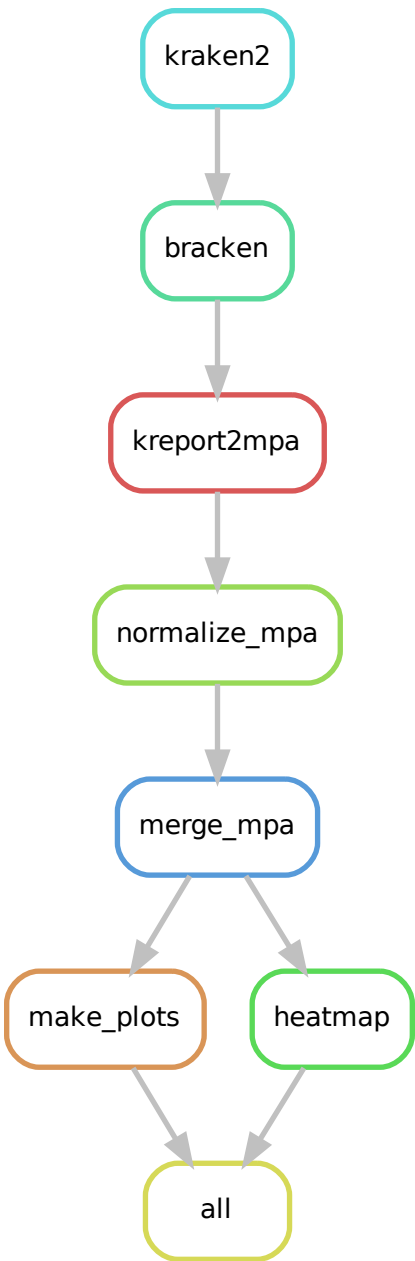 kraken2
bracken
kreport2mpa
normalize_mpa
merge_mpa
make_plots
heatmap
all